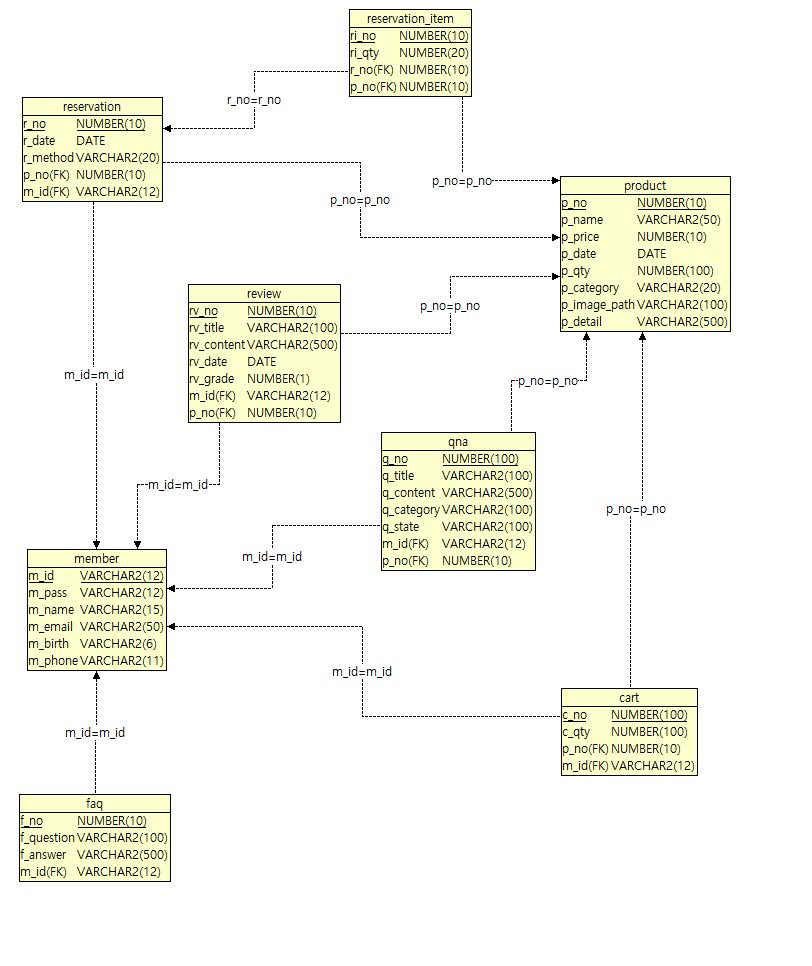 reservation_item
ri_no NUMBER(10)
ri_qty NUMBER(20)
r_no(FK) NUMBER(10)
p_no(FK) NUMBER(10)
r_no=r_no
reservation
r_no NUMBER(10)
r_date DATE
r_method VARCHAR2(20)
p_no(FK) NUMBER(10)
m_id(FK) VARCHAR2(12)
p_no=p_no
p_no=p_no
product
p_no NUMBER(10)
p_name VARCHAR2(50)
p_price NUMBER(10)
p_date DATE
p_qty NUMBER(100)
p_category VARCHAR2(20)
p_image_path VARCHAR2(100)
p_detail VARCHAR2(500)
review
rv_no NUMBER(10)
rv_title VARCHAR2(100)
rv_content VARCHAR2(500)
rv_date DATE
rv_grade NUMBER(1)
m_id(FK) VARCHAR2(12)
p_no(FK) NUMBER(10)
p_no=p_no
m_id=m_id
p_no=p_no
qna
q_no NUMBER(100)
q_title VARCHAR2(100)
q_content VARCHAR2(500)
q_category VARCHAR2(100)
q_state VARCHAR2(100)
m_id(FK) VARCHAR2(12)
p_no(FK) NUMBER(10)
m_id=m_id
p_no=p_no
m_id=m_id
member
m_id VARCHAR2(12)
m_pass VARCHAR2(12)
m_name VARCHAR2(15)
m_email VARCHAR2(50)
m_birth VARCHAR2(6)
m_phone VARCHAR2(11)
m_id=m_id
cart
c_no NUMBER(100)
c_qty NUMBER(100)
p_no(FK) NUMBER(10)
m_id(FK) VARCHAR2(12)
m_id=m_id
faq
f_no NUMBER(10)
f_question VARCHAR2(100)
f_answer VARCHAR2(500)
m_id(FK) VARCHAR2(12)